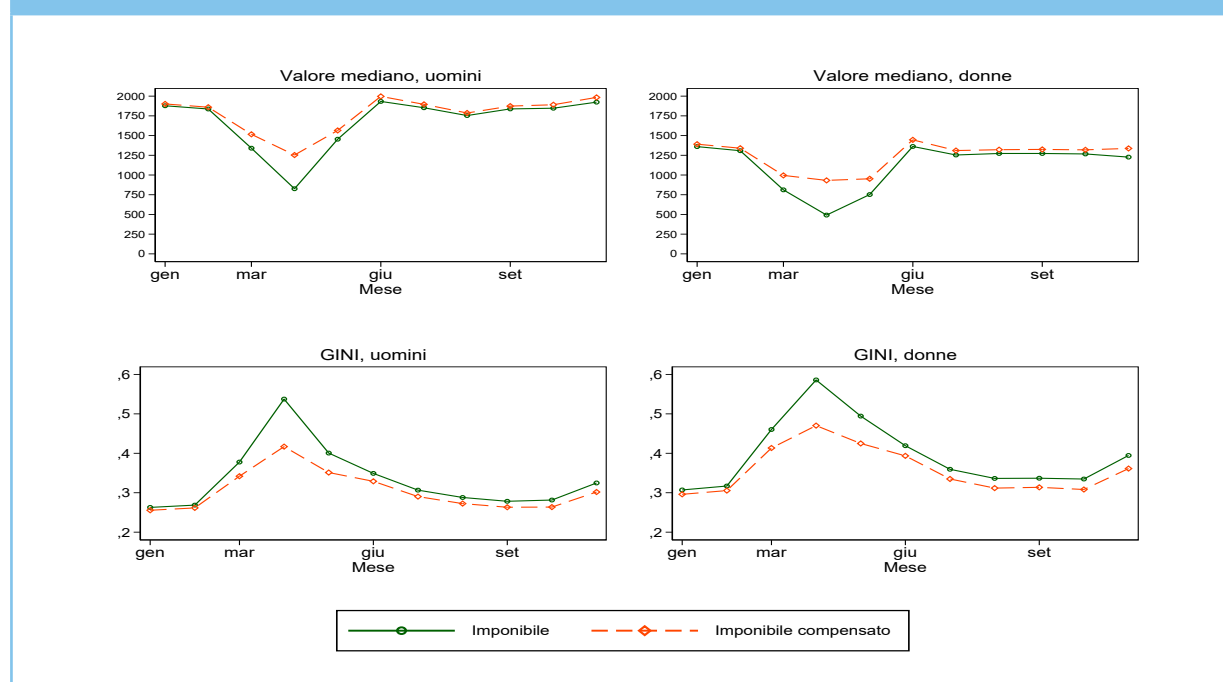 Valore mediano, uomini
2000
1750
1500
1250
1000
750
500
250
0
gen mar giu set
Mese
Valore mediano, donne
2000
1750
1500
1250
1000
750
500
250
0
gen mar giu set
Mese
GINI, uomini
,6
,5
,4
,3
,2
gen mar giu set
Mese
GINI, donne
,6
,5
,4
,3
,2
gen mar giu set
Mese
Imponibile Imponibile compensato